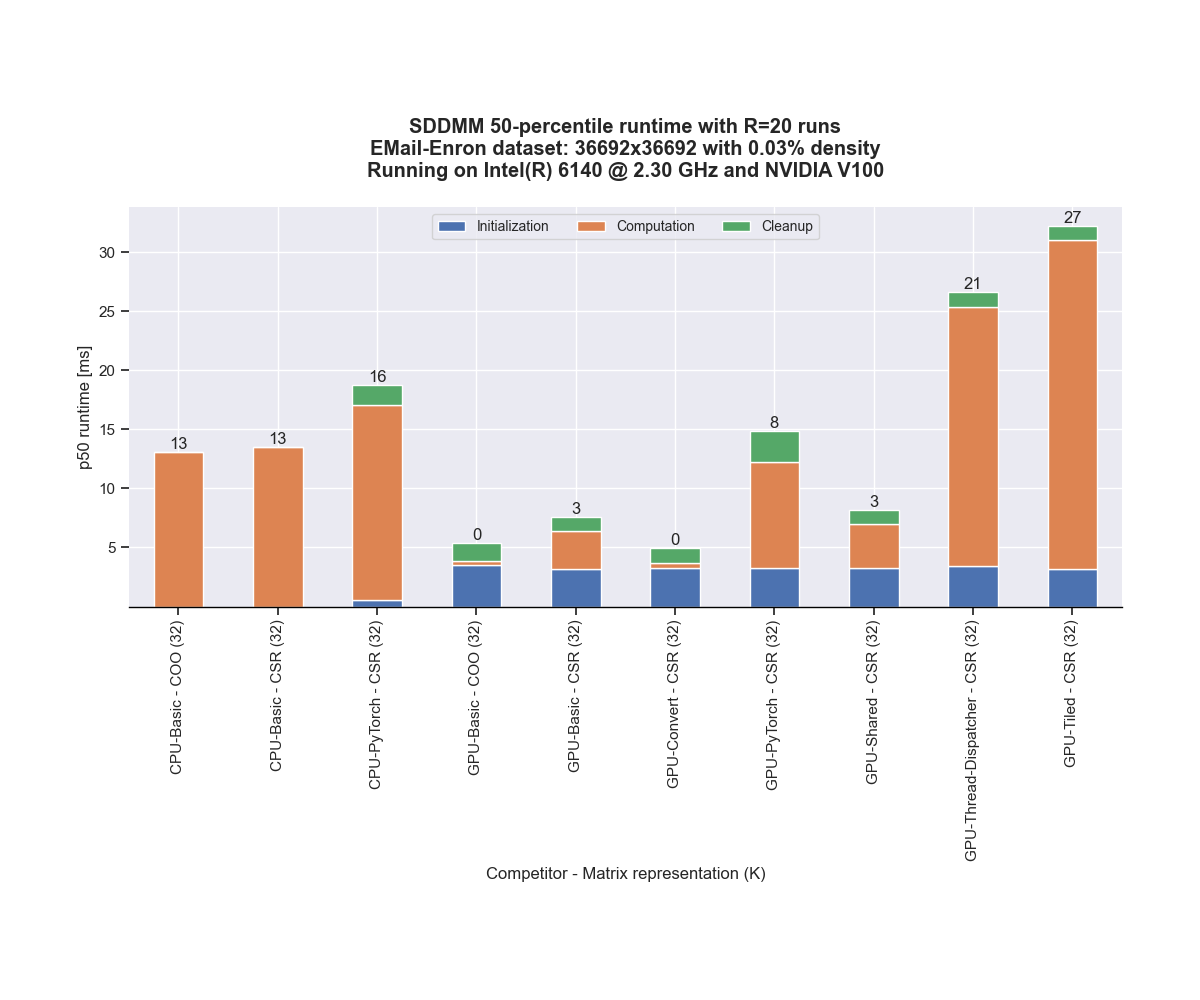 SDDMM 50-percentile runtime with R=20 runs
EMail-Enron dataset: 36692x36692 with 0.03% density
Running on Intel(R) 6140 @ 2.30 GHz and NVIDIA V100
Initialization
Computation
Cleanup
p50 runtime [ms]
30
25
20
15
10
5
13
13
16
0
3
0
8
3
21
27
CPU-Basic - COO (32)
CPU-Basic - CSR (32)
CPU-PyTorch - CSR (32)
GPU-Basic - COO (32)
GPU-Basic - CSR (32)
GPU-Convert - CSR (32)
GPU-PyTorch - CSR (32)
GPU-Shared - CSR (32)
GPU-Thread-Dispatcher - CSR (32)
GPU-Tiled - CSR (32)
Competitor - Matrix representation (K)